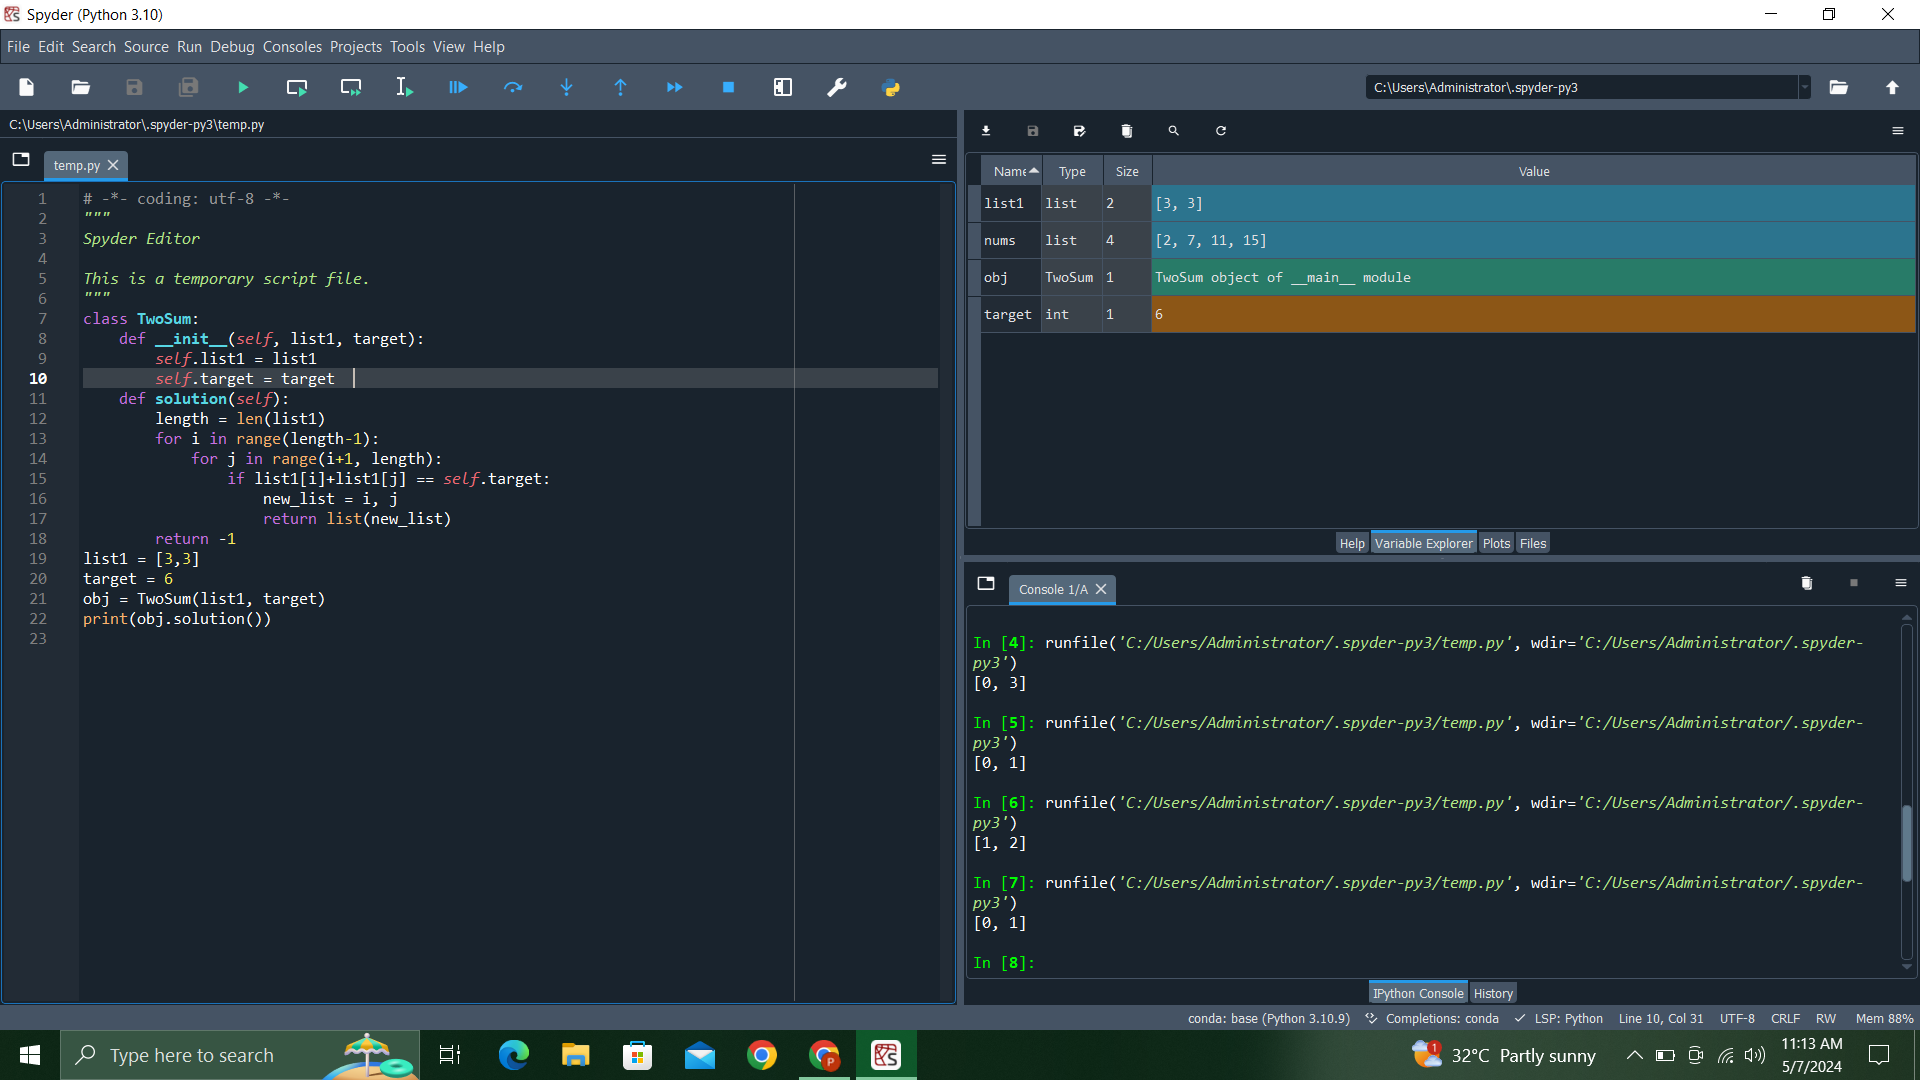 Spyder (Python 3.10)
File Edit Search Source Run Debug Consoles Projects Tools View Help
C:\Users\Administrator\.spyder-py3
C:\Users\Administrator\.spyder-py3\temp.py
temp.py
1 # -*- coding: utf-8 -*-
2 """
3 Spyder Editor
4
5 This is a temporary script file.
6 """
7 class TwoSum:
8     def __init__(self, list1, target):
9         self.list1 = list1
10         self.target = target
11     def solution(self):
12         length = len(list1)
13         for i in range(length-1):
14             for j in range(i+1, length):
15                 if list1[i]+list1[j] == self.target:
16                     new_list = i, j
17                     return list(new_list)
18         return -1
19 list1 = [3,3]
20 target = 6
21 obj = TwoSum(list1, target)
22 print(obj.solution())
23
Name Type Size Value
list1 list 2 [3, 3]
nums list 4 [2, 7, 11, 15]
obj TwoSum 1 TwoSum object of __main__ module
target int 1 6
Help Variable Explorer Plots Files
Console 1/A
In [4]: runfile('C:/Users/Administrator/.spyder-py3/temp.py', wdir='C:/Users/Administrator/.spyder-
py3')
[0, 3]
In [5]: runfile('C:/Users/Administrator/.spyder-py3/temp.py', wdir='C:/Users/Administrator/.spyder-
py3')
[0, 1]
In [6]: runfile('C:/Users/Administrator/.spyder-py3/temp.py', wdir='C:/Users/Administrator/.spyder-
py3')
[1, 2]
In [7]: runfile('C:/Users/Administrator/.spyder-py3/temp.py', wdir='C:/Users/Administrator/.spyder-
py3')
[0, 1]
In [8]:
IPython Console History
conda: base (Python 3.10.9) Completions: conda LSP: Python Line 10, Col 31 UTF-8 CRLF RW Mem 88%
Type here to search
P
1
32°C Partly sunny
11:13 AM
5/7/2024